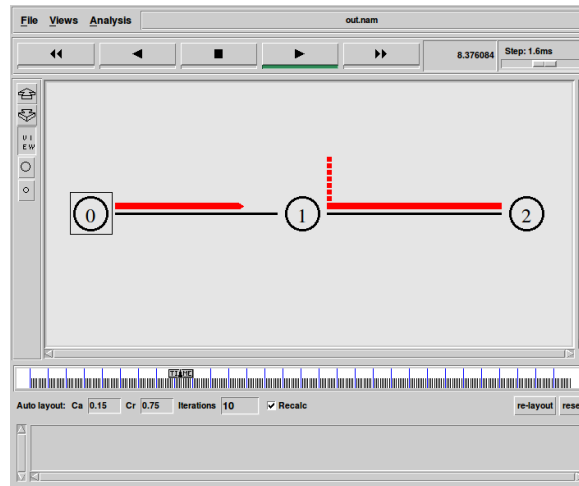 File Views Analysis out.nam
8.376084 Step: 1.6ms
V I
E W
0 1 2
TIME
Auto layout: Ca 0.15 Cr 0.75 Iterations 10 Recalc re-layout rese